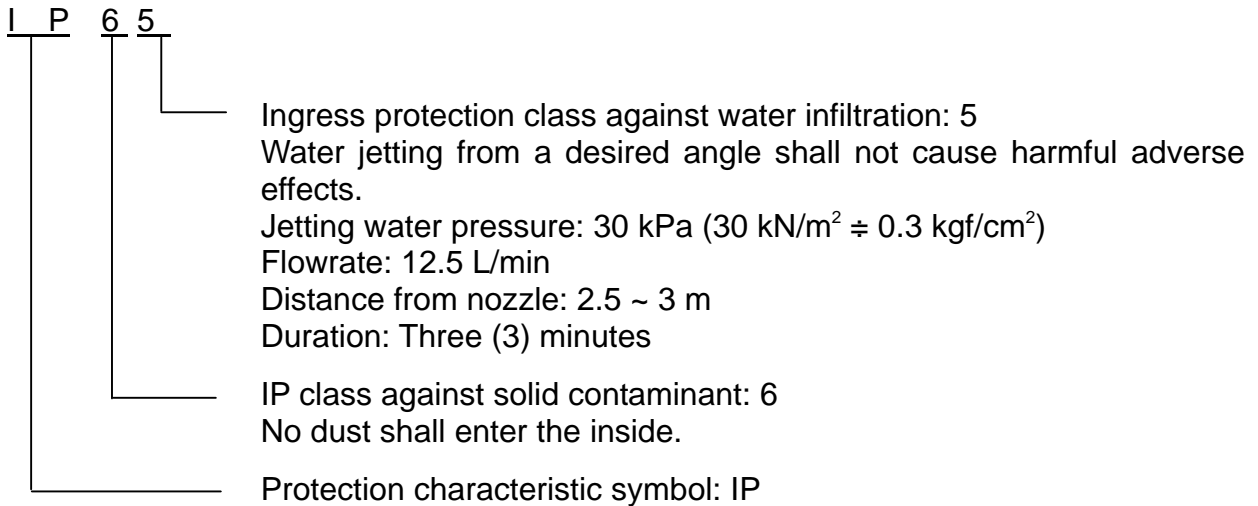 I P 6 5
Ingress protection class against water infiltration: 5
Water jetting from a desired angle shall not cause harmful adverse
effects.
Jetting water pressure: 30 kPa (30 kN/m² ≑ 0.3 kgf/cm²)
Flowrate: 12.5 L/min
Distance from nozzle: 2.5 ~ 3 m
Duration: Three (3) minutes
IP class against solid contaminant: 6
No dust shall enter the inside.
Protection characteristic symbol: IP